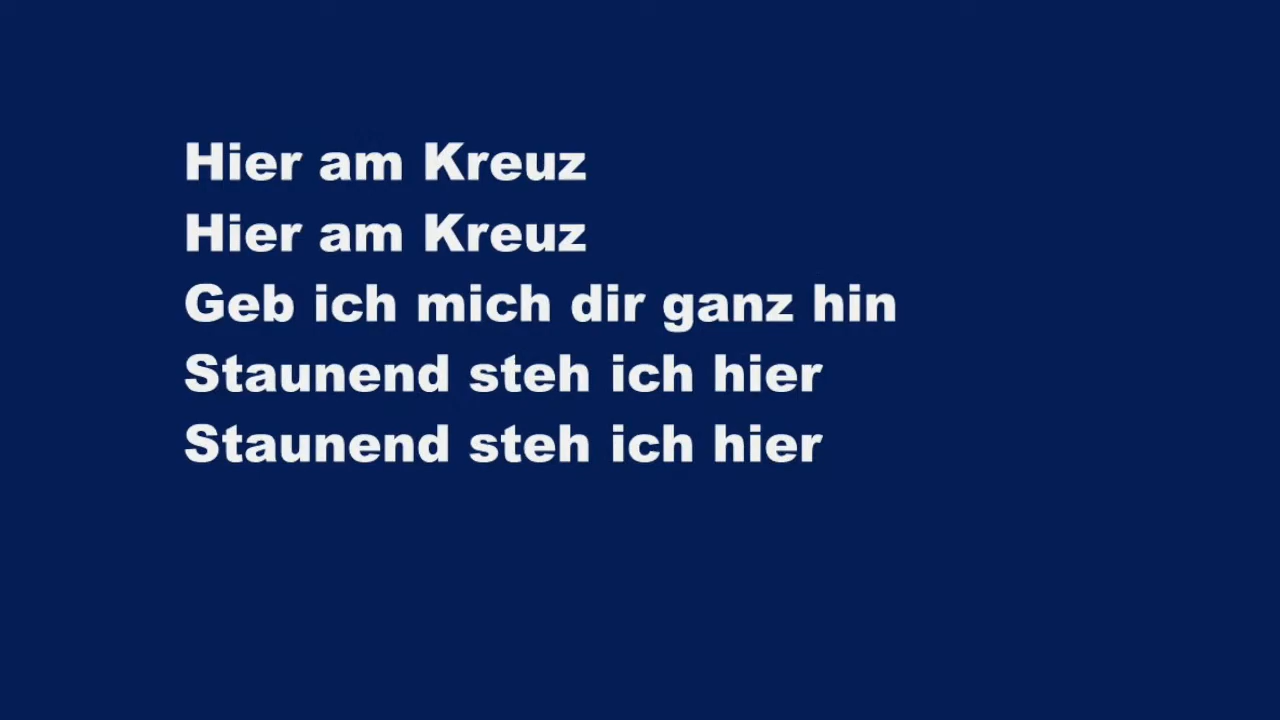 Hier am Kreuz
Hier am Kreuz
Geb ich mich dir ganz hin
Staunend steh ich hier
Staunend steh ich hier